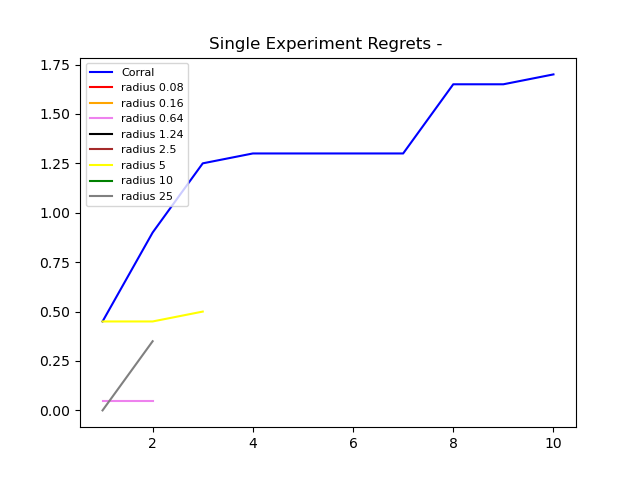 Single Experiment Regrets -
1.75
1.50
1.25
1.00
0.75
0.50
0.25
0.00
Corral
radius 0.08
radius 0.16
radius 0.64
radius 1.24
radius 2.5
radius 5
radius 10
radius 25
2 4 6 8 10